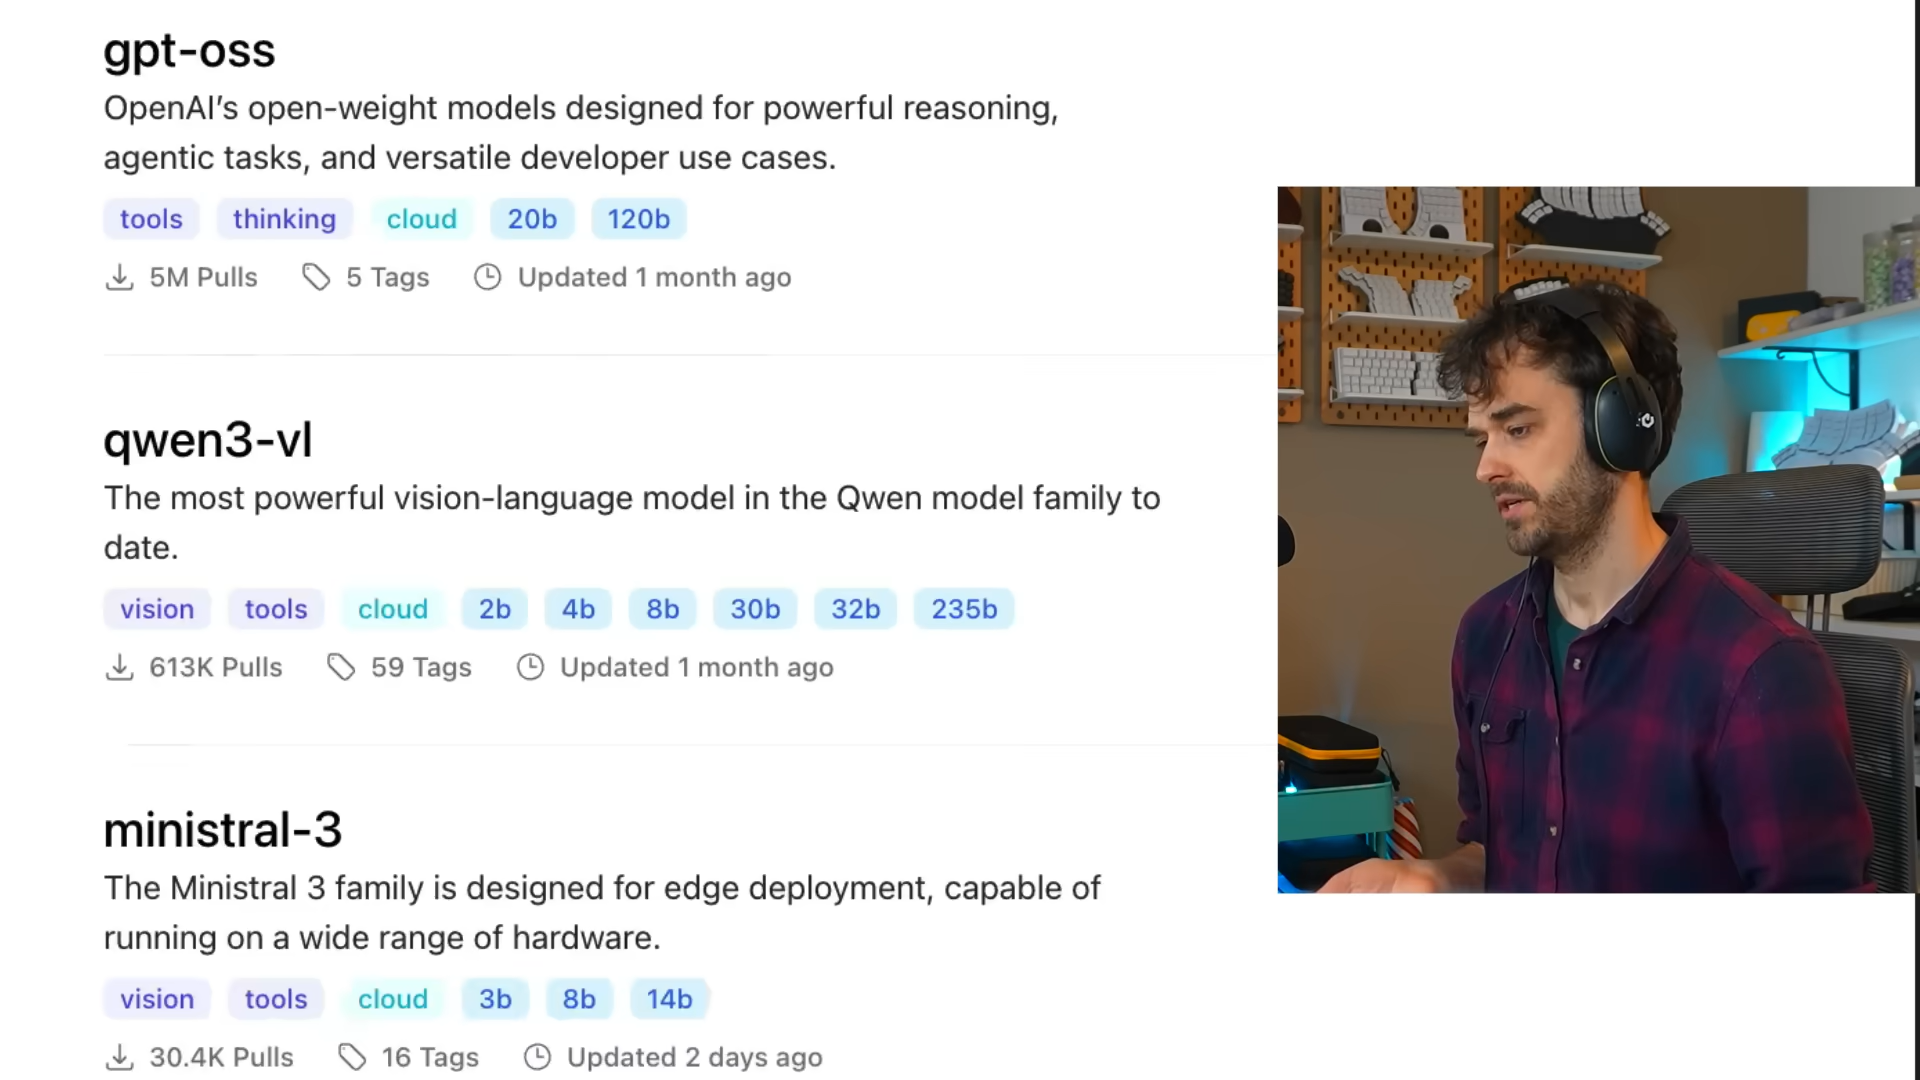 gpt-oss
OpenAI's open-weight models designed for powerful reasoning,
agentic tasks, and versatile developer use cases.
tools thinking cloud 20b 120b
5M Pulls 5 Tags Updated 1 month ago
qwen3-vl
The most powerful vision-language model in the Qwen model family to
date.
vision tools cloud 2b 4b 8b 30b 32b 235b
613K Pulls 59 Tags Updated 1 month ago
ministral-3
The Ministral 3 family is designed for edge deployment, capable of
running on a wide range of hardware.
vision tools cloud 3b 8b 14b
30.4K Pulls 16 Tags Updated 2 days ago